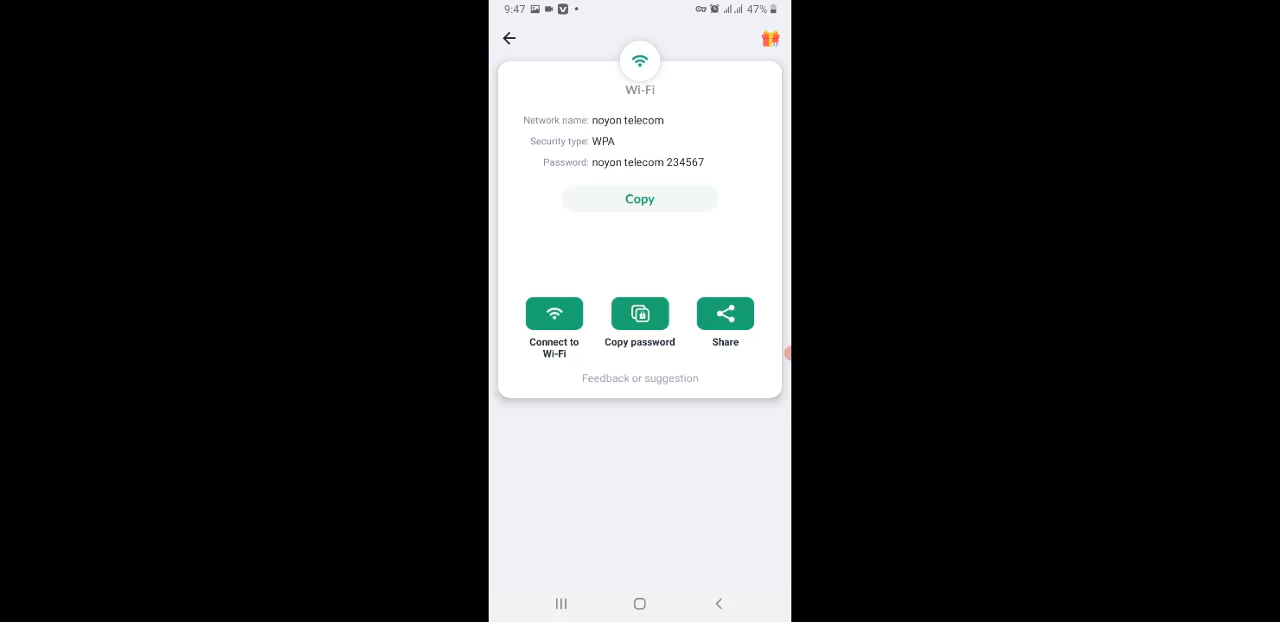 9:47 47%
Wi-Fi
Network name: noyon telecom
Security type: WPA
Password: noyon telecom 234567
Copy
Connect to
Wi-Fi
Copy password
Share
Feedback or suggestion